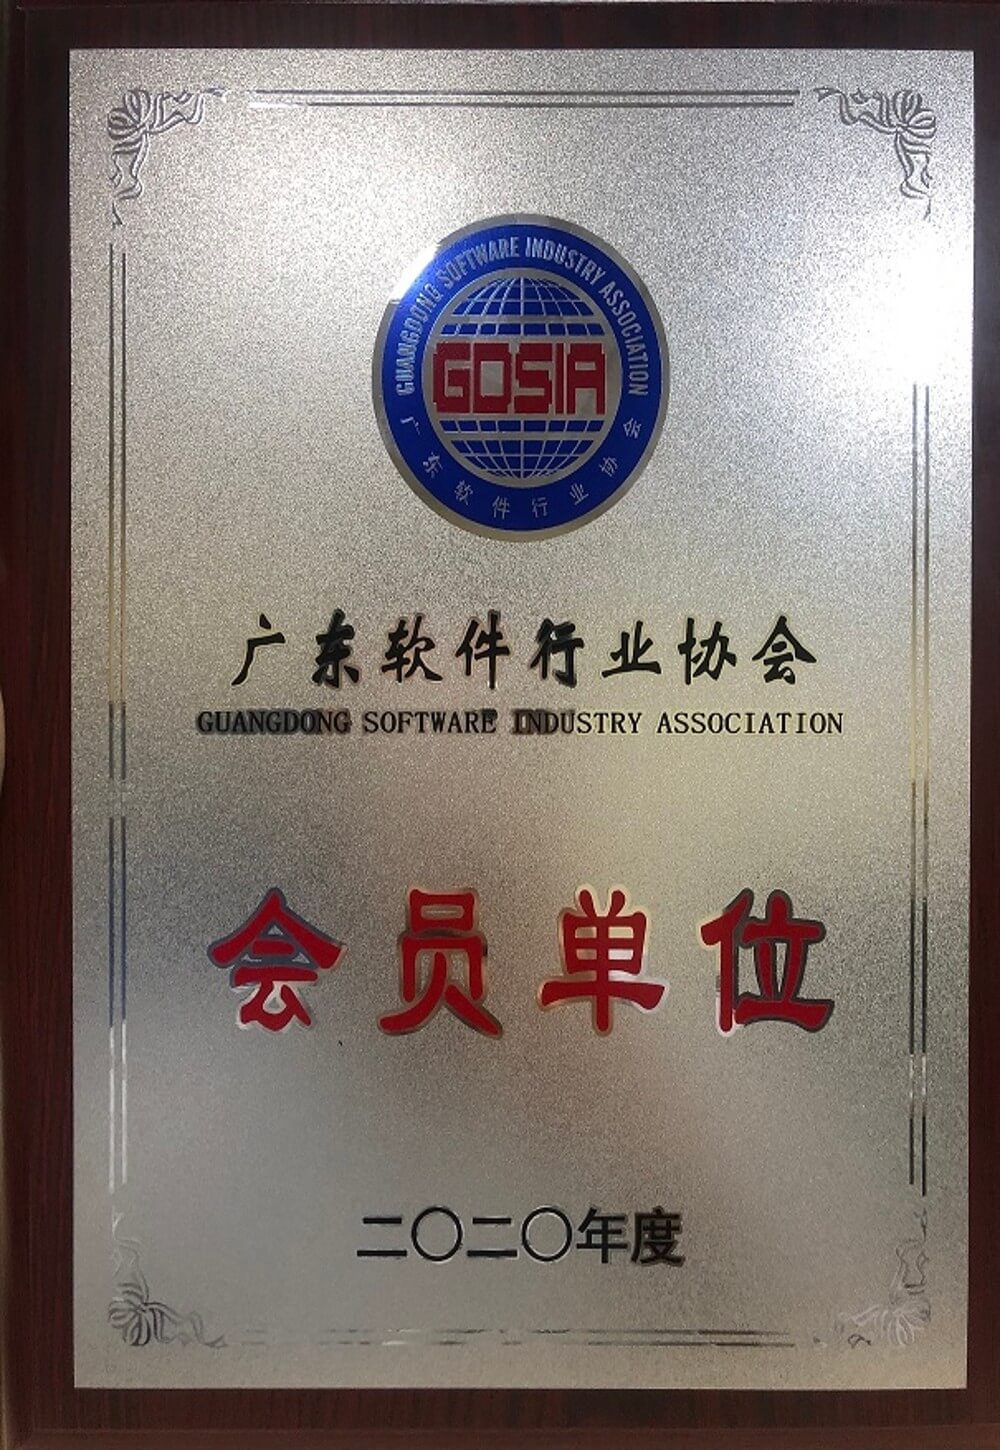 GUANGDONG SOFTWARE INDUSTRY ASSOCIATION
GDSIA
广东软件行业协会
广东软件行业协会
GUANGDONG SOFTWARE INDUSTRY ASSOCIATION
会员单位
二〇二〇年度